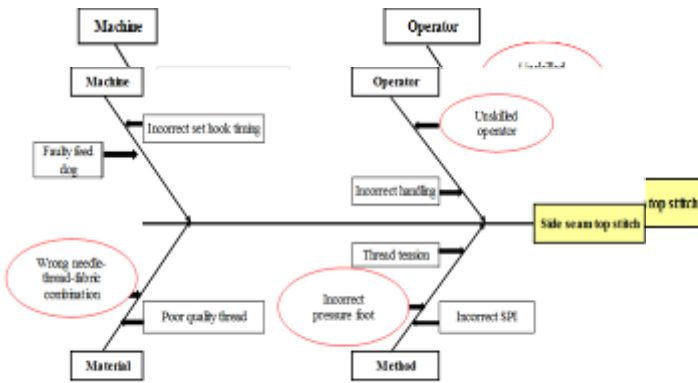 Machine
Operator
Machine
Operator
Incorrect set hook timing
Unskilled
operator
Faulty feed
dog
Incorrect handling
top stitch
Side seam top stitch
Thread tension
Wrong needle-
thread-fabric
combination
Incorrect
pressure foot
Poor quality thread
Incorrect SPI
Material
Method